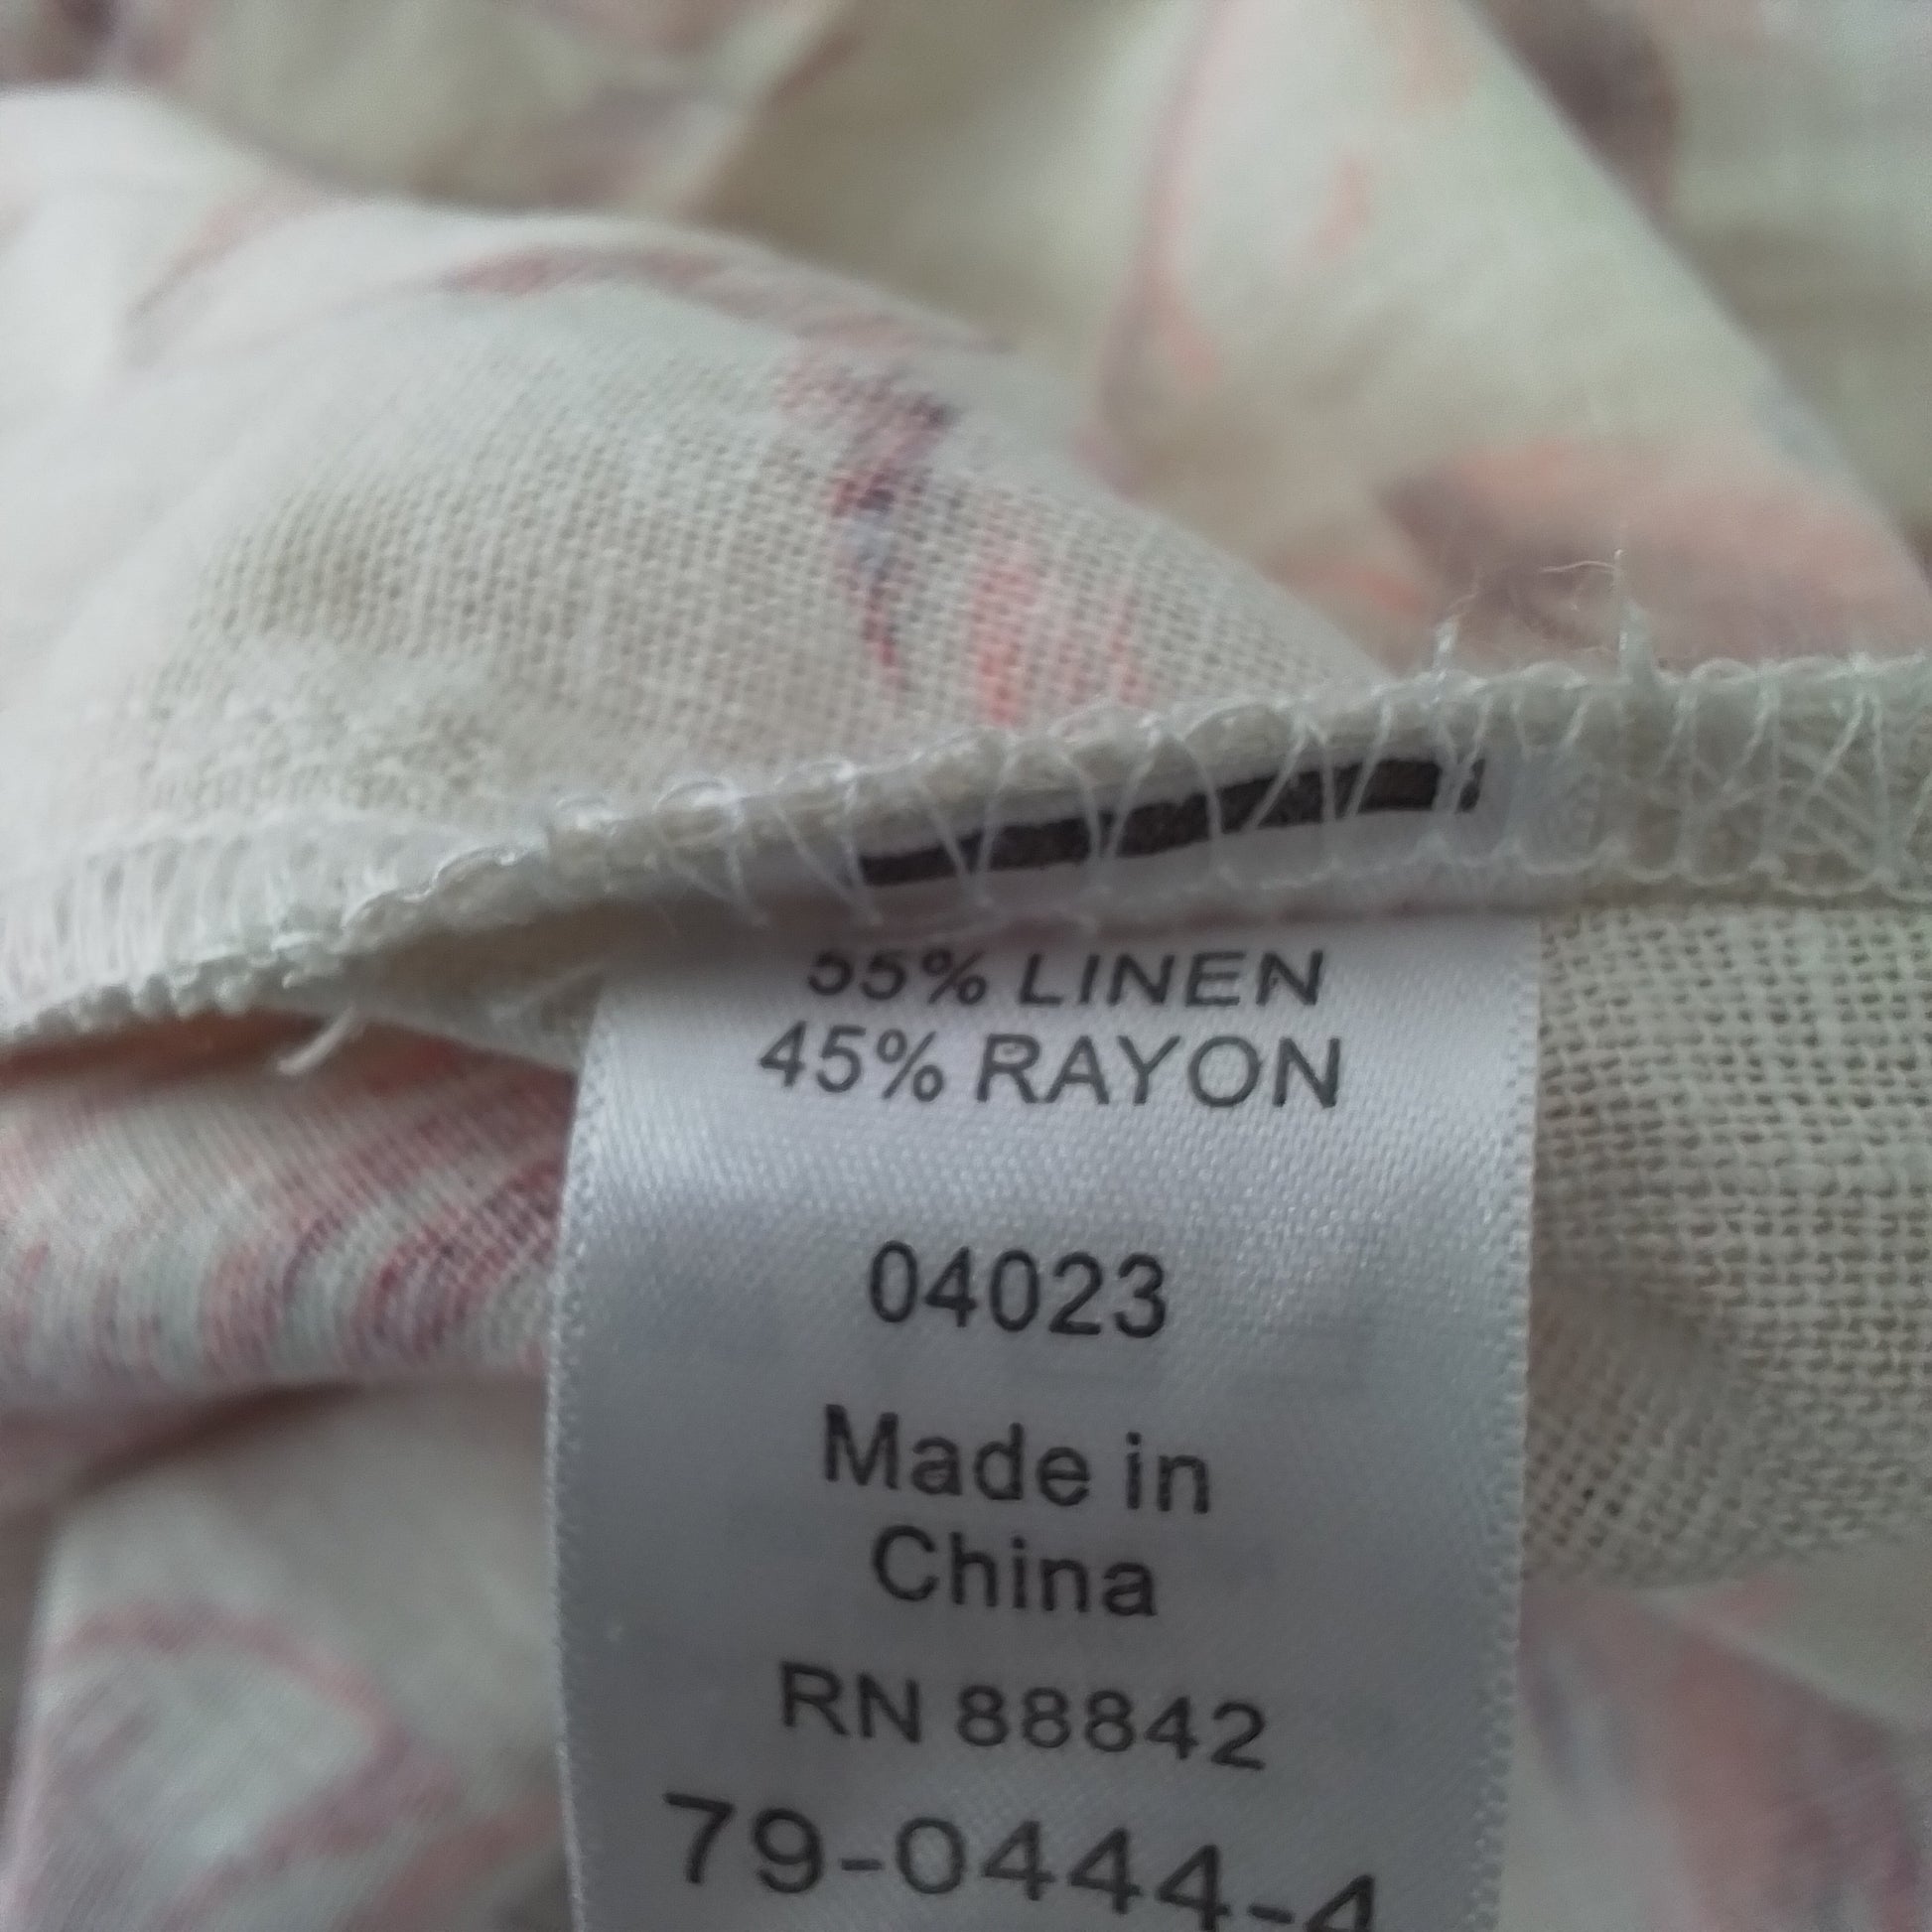 55% LINEN
45% RAYON
04023
Made in
China
RN 88842
79-0444-4